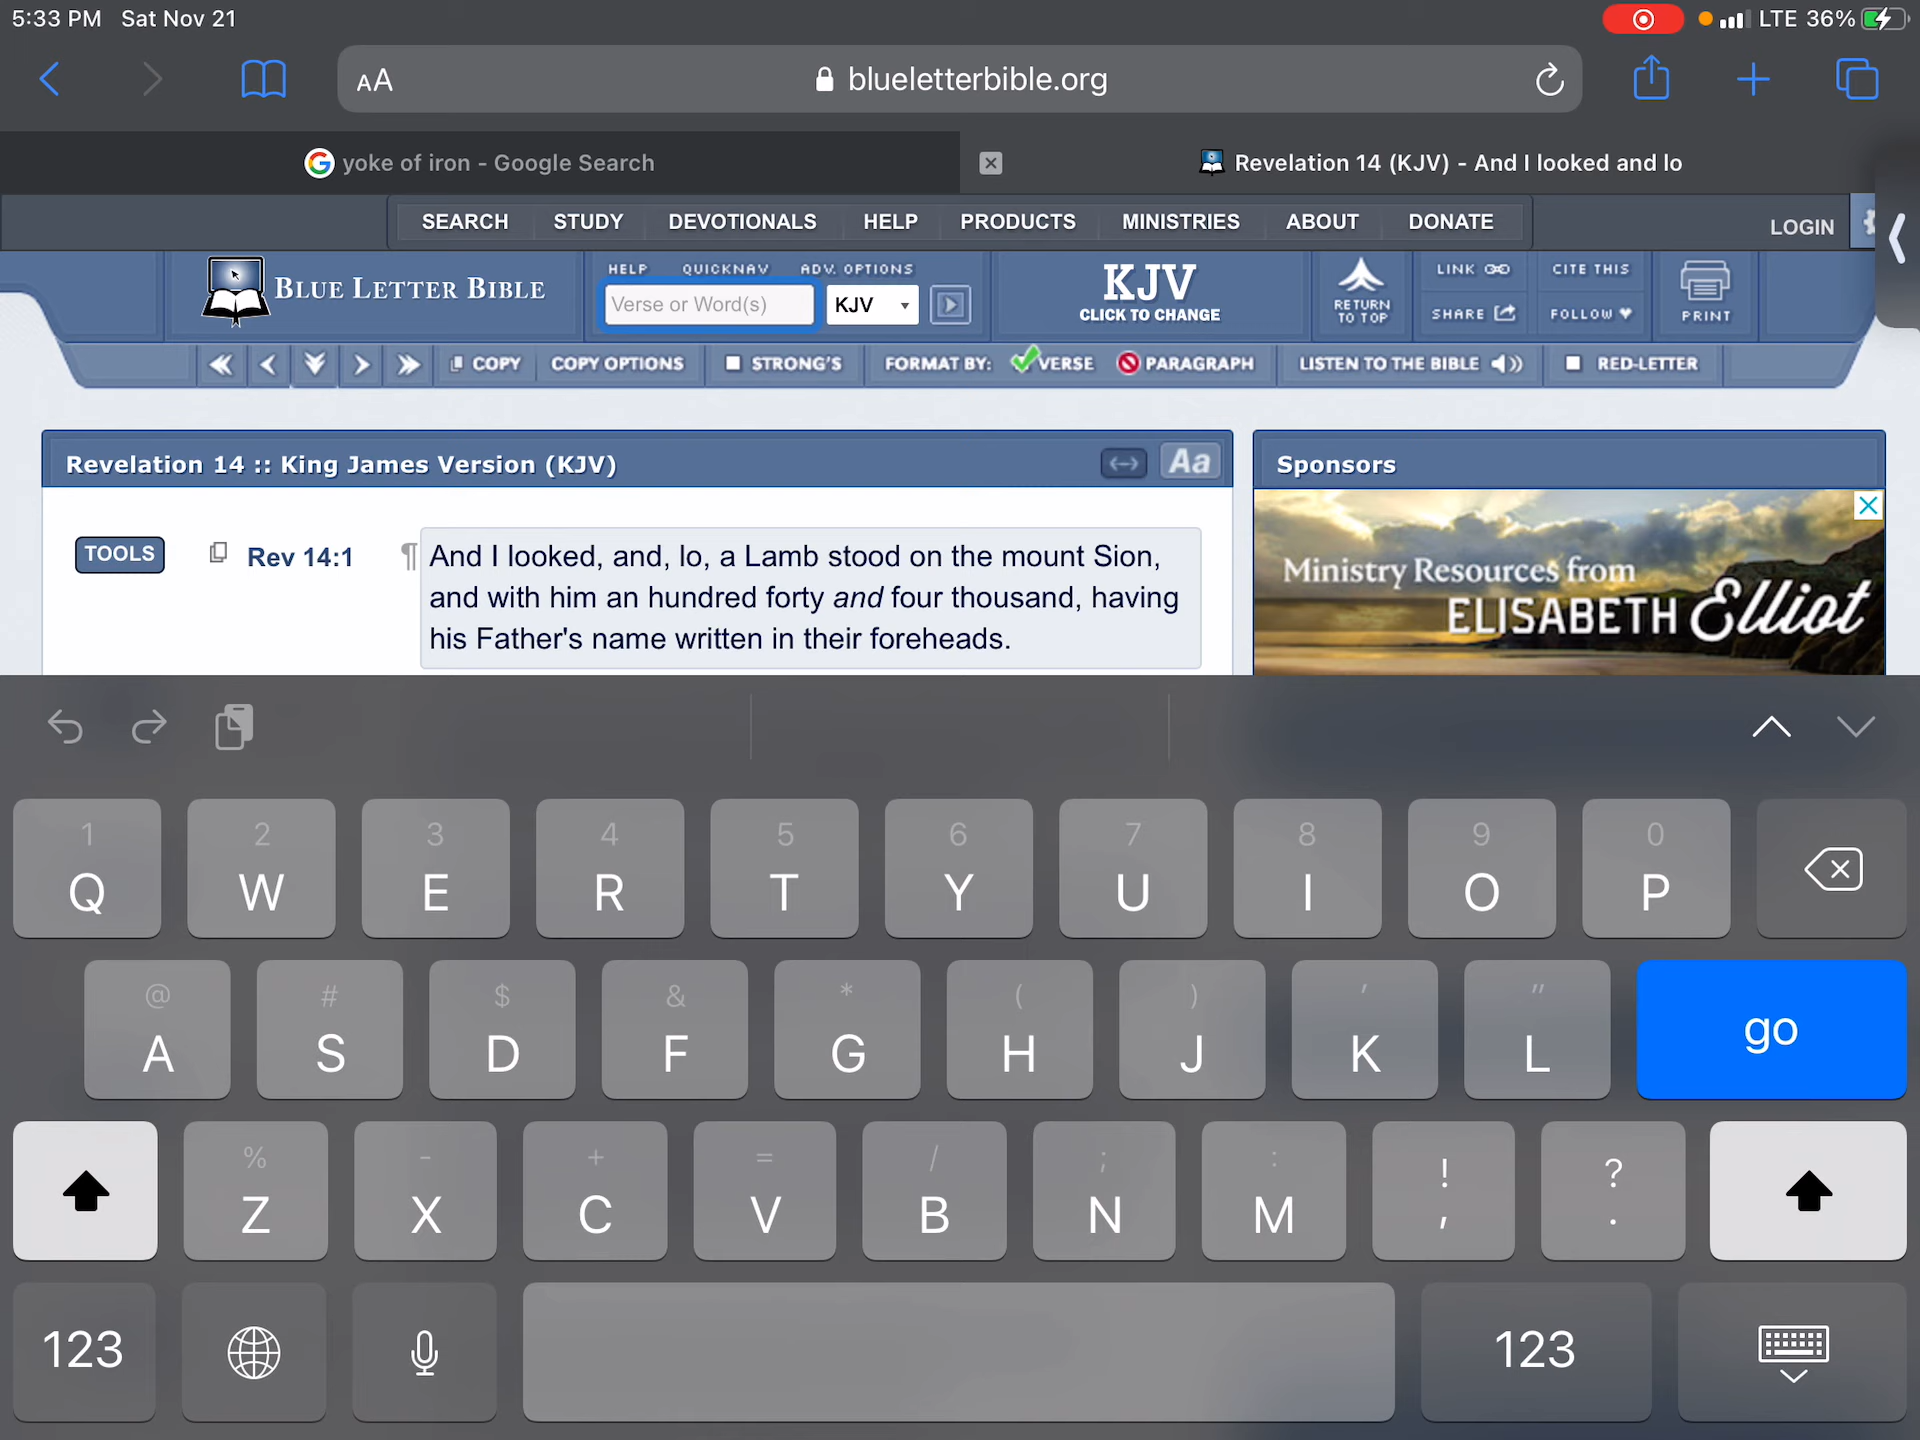 5:33 PM Sat Nov 21 LTE 36%
AA blueletterbible.org
yoke of iron - Google Search Revelation 14 (KJV) - And I looked and lo
SEARCH STUDY DEVOTIONALS HELP PRODUCTS MINISTRIES ABOUT DONATE LOGIN
BLUE LETTER BIBLE
HELP QUICKNAV ADV. OPTIONS
Verse or Word(s) KJV
KJV
CLICK TO CHANGE
RETURN
TO TOP
LINK CITE THIS
SHARE FOLLOW
PRINT
COPY COPY OPTIONS STRONG'S FORMAT BY: VERSE PARAGRAPH LISTEN TO THE BIBLE RED-LETTER
Revelation 14 :: King James Version (KJV) Aa
TOOLS Rev 14:1 ¶ And I looked, and, lo, a Lamb stood on the mount Sion,
and with him an hundred forty and four thousand, having
his Father's name written in their foreheads.
Sponsors
Ministry Resources from
ELISABETH Elliot
1 2 3 4 5 6 7 8 9 0
Q W E R T Y U I O P
@ # $ & * ( ) ' "
A S D F G H J K L go
% - + = / ; : ! ?
Z X C V B N M , .
123 123